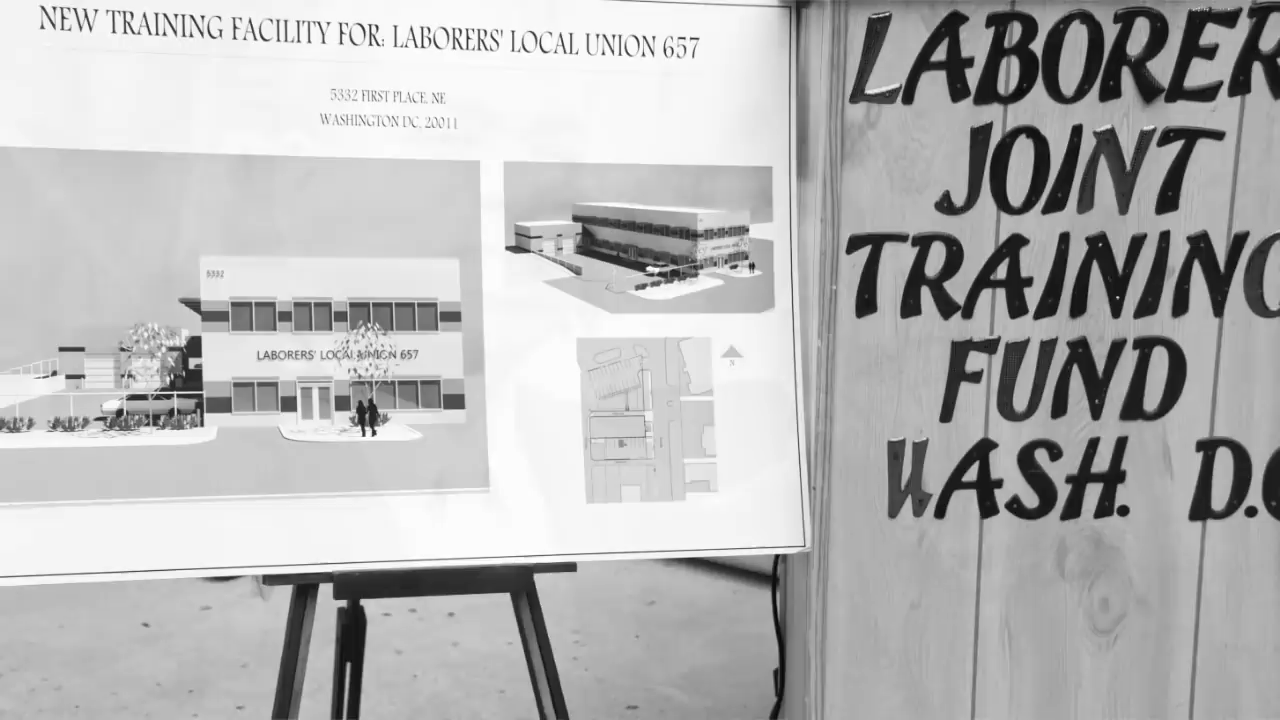 NEW TRAINING FACILITY FOR: LABORERS' LOCAL UNION 657
5332 FIRST PLACE, NE
WASHINGTON DC, 20011
5332
LABORERS' LOCAL UNION 657
N
LABORER
JOINT
TRAINING
FUND
WASH. D.C